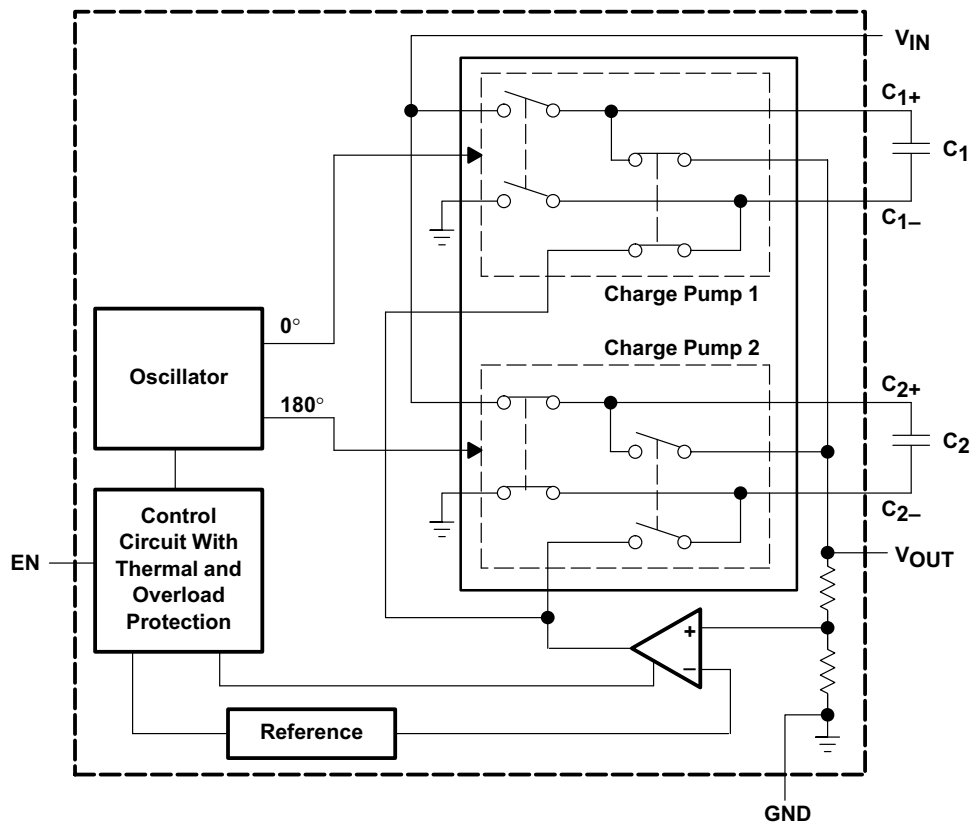 VIN
C1+
C1
C1–
Charge Pump 1
0°
Oscillator
180°
Charge Pump 2
C2+
C2
C2–
Control
Circuit With
Thermal and
Overload
Protection
EN
VOUT
+
–
Reference
GND